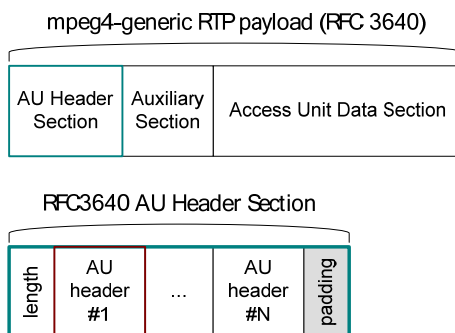 mpeg4-generic RTP payload (RFC 3640)
AU Header Section
Auxiliary Section
Access Unit Data Section
RFC3640 AU Header Section
length
AU header #1
...
AU header #N
padding